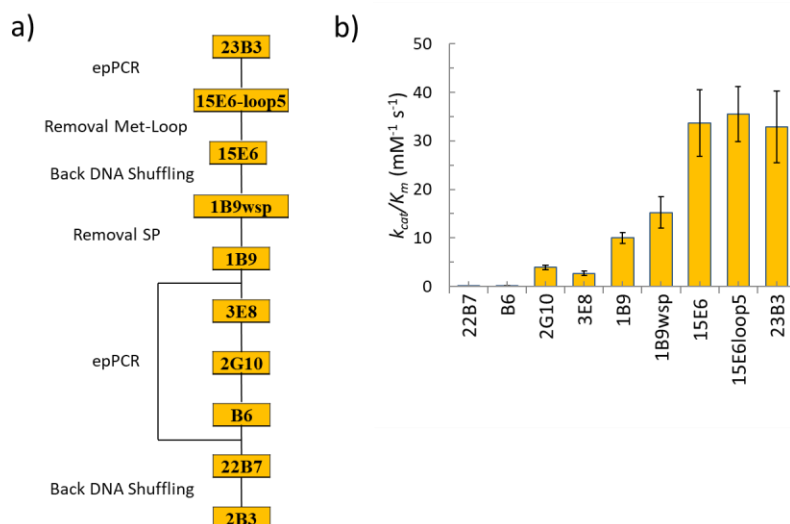 a)
23B3
epPCR
15E6-loop5
Removal Met-Loop
15E6
Back DNA Shuffling
1B9wsp
Removal SP
1B9
3E8
epPCR
2G10
B6
22B7
Back DNA Shuffling
2B3
b)
kcat/Km (mM-1 s-1)
50
40
30
20
10
0
22B7
B6
2G10
3E8
1B9
1B9wsp
15E6
15E6loop5
23B3